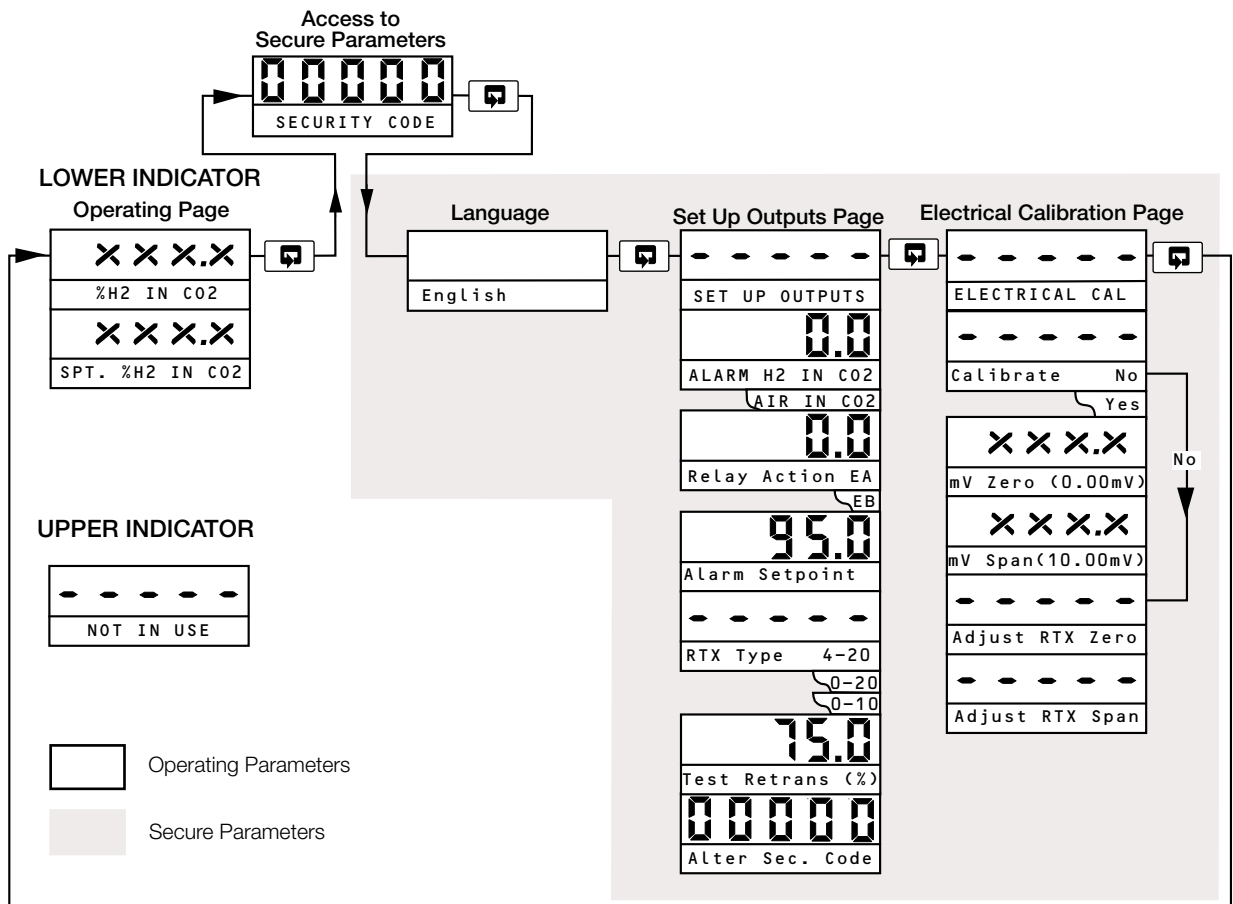 Access to
Secure Parameters
00000
SECURITY CODE
LOWER INDICATOR
Operating Page
XXX.X
%H2 IN CO2
XXX.X
SPT. %H2 IN CO2
UPPER INDICATOR
- - - - -
NOT IN USE
Operating Parameters
Secure Parameters
Language
English
Set Up Outputs Page
- - - - -
SET UP OUTPUTS
0.0
ALARM H2 IN CO2
AIR IN CO2
0.0
Relay Action EA
EB
95.0
Alarm Setpoint
- - - - -
RTX Type 4-20
0-20
0-10
75.0
Test Retrans (%)
00000
Alter Sec. Code
Electrical Calibration Page
- - - - -
ELECTRICAL CAL
- - - - -
Calibrate No
Yes
No
XXX.X
mV Zero (0.00mV)
XXX.X
mV Span(10.00mV)
- - - - -
Adjust RTX Zero
- - - - -
Adjust RTX Span